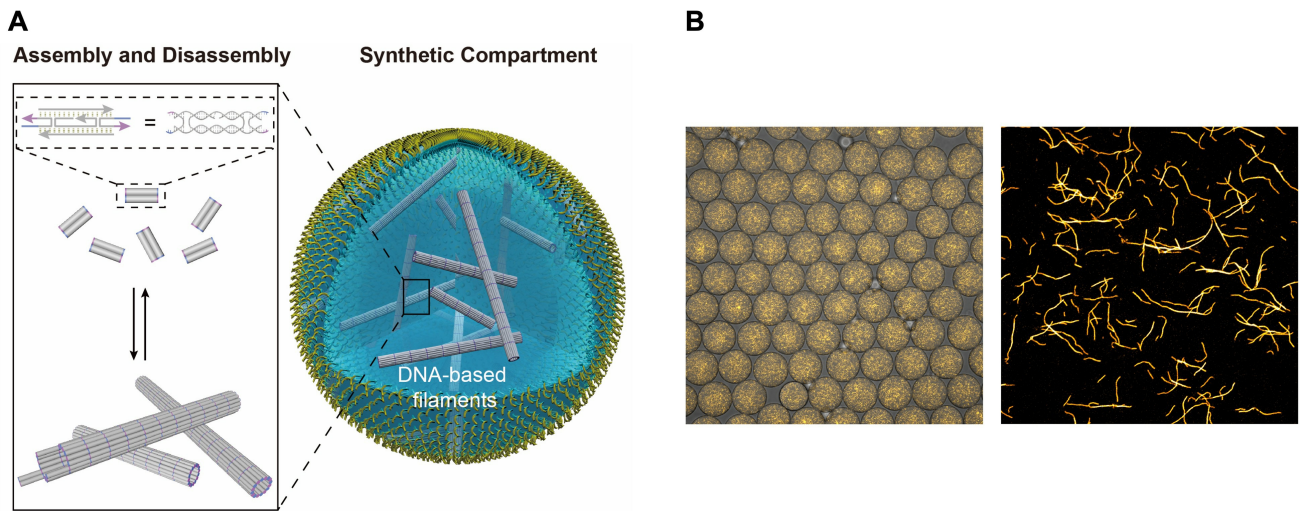 A
B
Assembly and Disassembly
Synthetic Compartment
=
DNA-based
filaments